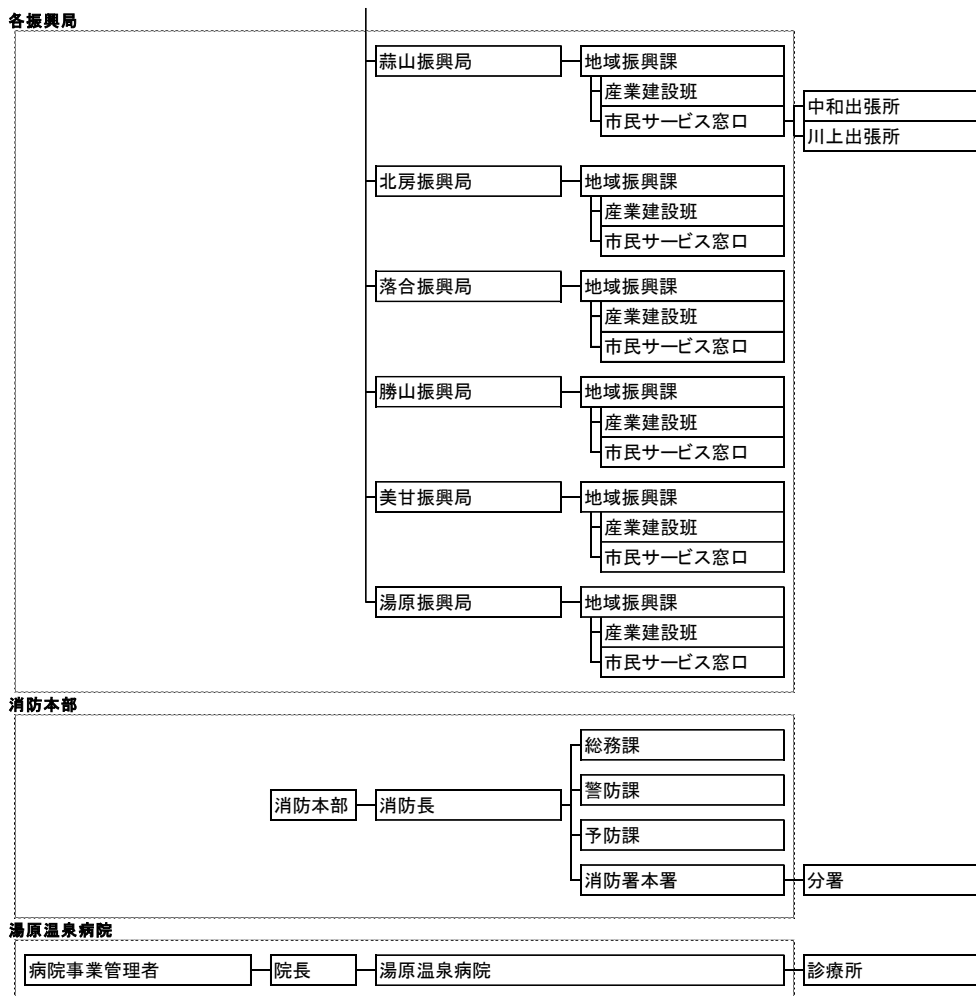 各振興局
蒜山振興局 地域振興課
産業建設班
中和出張所
市民サービス窓口
川上出張所
北房振興局 地域振興課
産業建設班
市民サービス窓口
落合振興局 地域振興課
産業建設班
市民サービス窓口
勝山振興局 地域振興課
産業建設班
市民サービス窓口
美甘振興局 地域振興課
産業建設班
市民サービス窓口
湯原振興局 地域振興課
産業建設班
市民サービス窓口
消防本部
総務課
警防課
消防本部 消防長
予防課
消防署本署 分署
湯原温泉病院
病院事業管理者 院長 湯原温泉病院 診療所